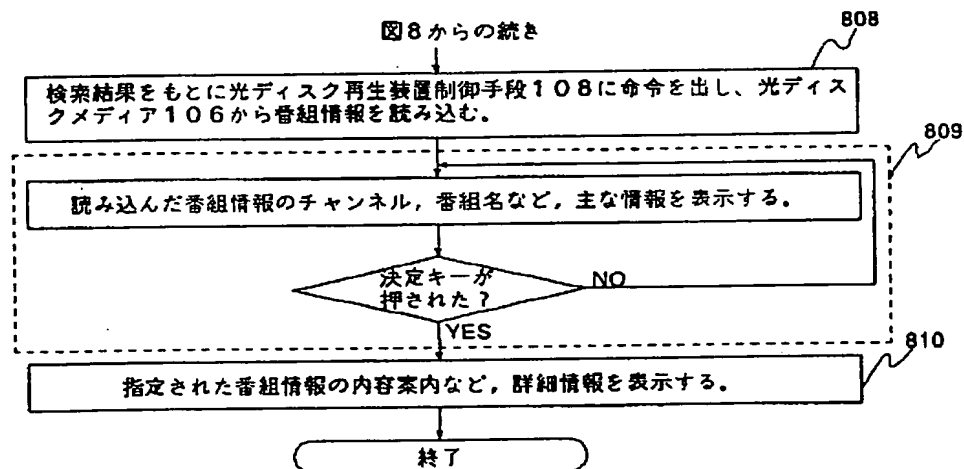 図8からの続き
808
検索結果をもとに光ディスク再生装置制御手段108に命令を出し、光ディス
クメディア106から番組情報を読み込む。
809
読み込んだ番組情報のチャンネル，番組名など，主な情報を表示する。
決定キーが
押された？
NO
YES
810
指定された番組情報の内容案内など，詳細情報を表示する。
終了